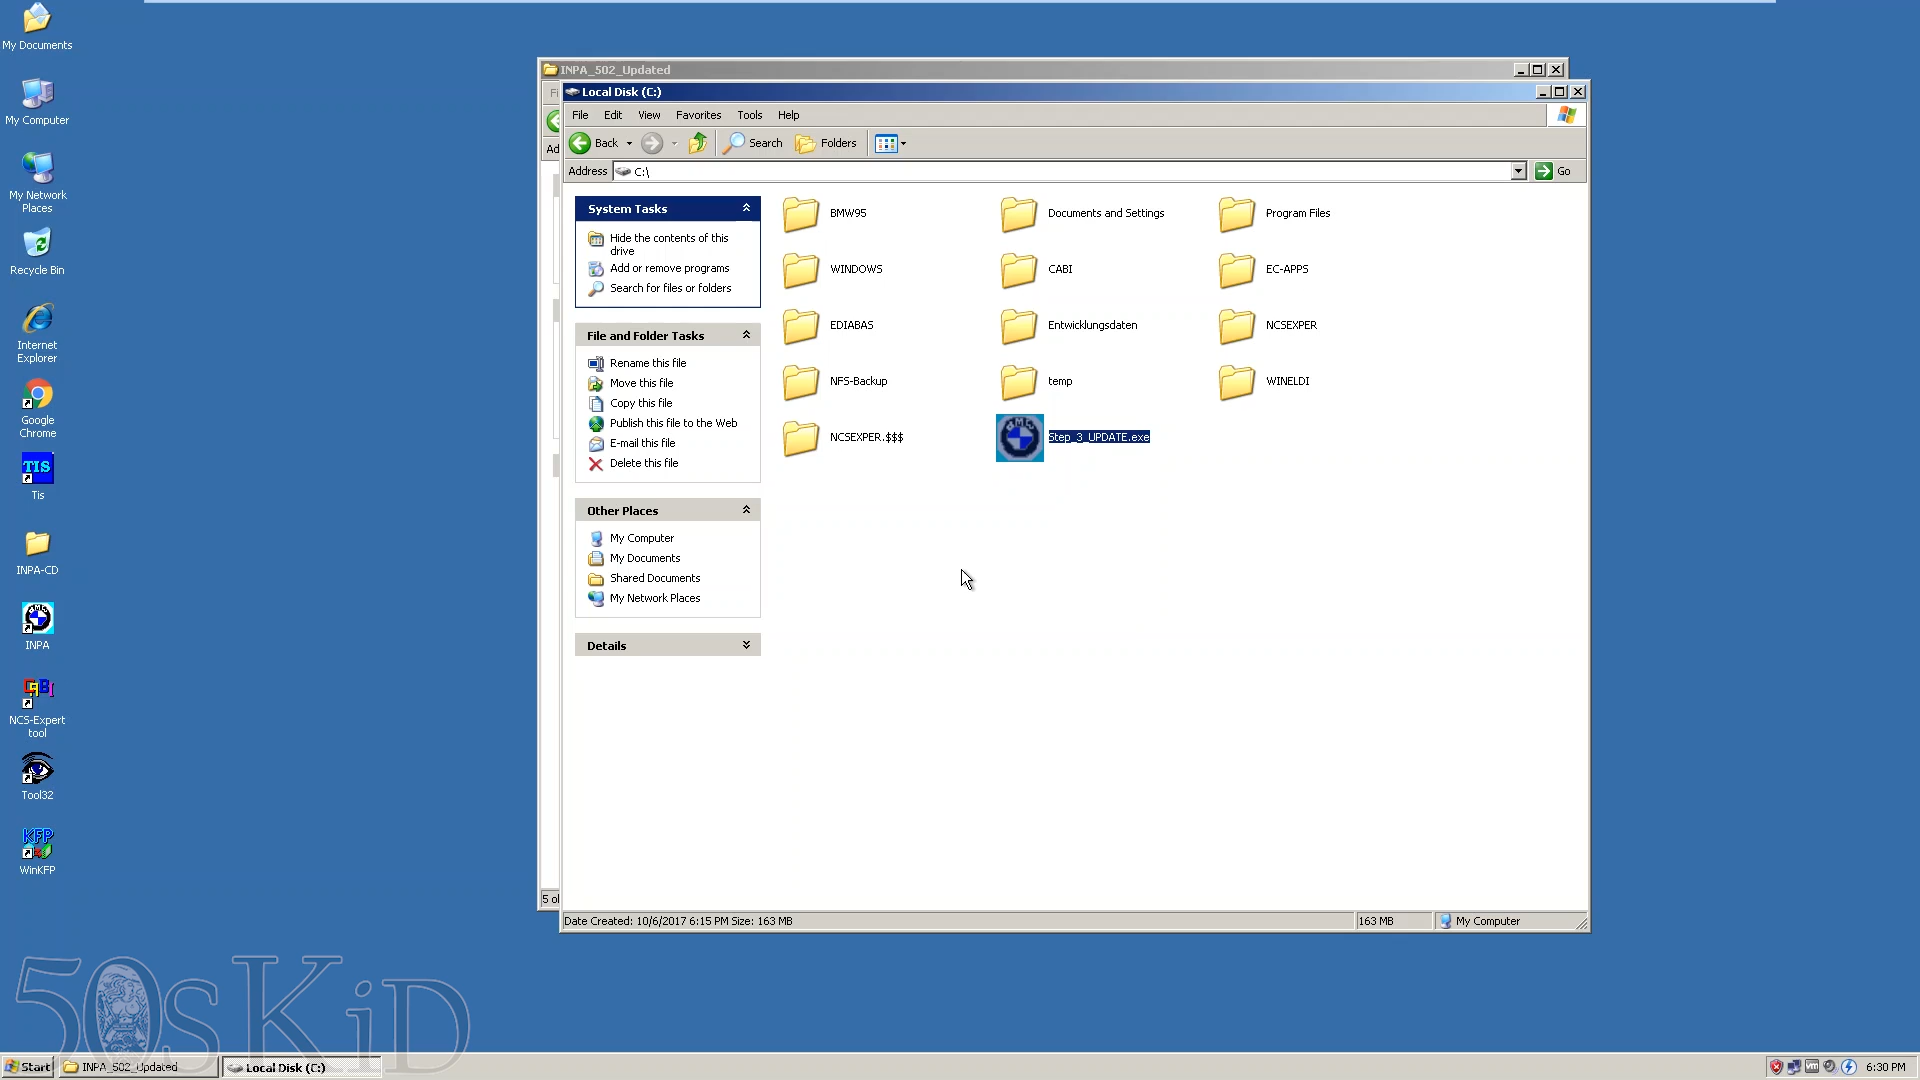 My Documents
My Computer
My Network
Places
Recycle Bin
Internet
Explorer
Google
Chrome
TIS
Tis
INPA-CD
INPA
NCS-Expert
tool
Tool32
KFP
WinKFP
INPA_502_Updated
Fi
Ad
5 ol
Local Disk (C:)
File Edit View Favorites Tools Help
Back Search Folders
Address C:\ Go
System Tasks
Hide the contents of this
drive
Add or remove programs
Search for files or folders
File and Folder Tasks
Rename this file
Move this file
Copy this file
Publish this file to the Web
E-mail this file
Delete this file
Other Places
My Computer
My Documents
Shared Documents
My Network Places
Details
BMW95 Documents and Settings Program Files
WINDOWS CABI EC-APPS
EDIABAS Entwicklungsdaten NCSEXPER
NFS-Backup temp WINELDI
NCSEXPER.$$$ Step_3_UPDATE.exe
Date Created: 10/6/2017 6:15 PM Size: 163 MB 163 MB My Computer
50sKiD
Start INPA_502_Updated Local Disk (C:) 6:30 PM